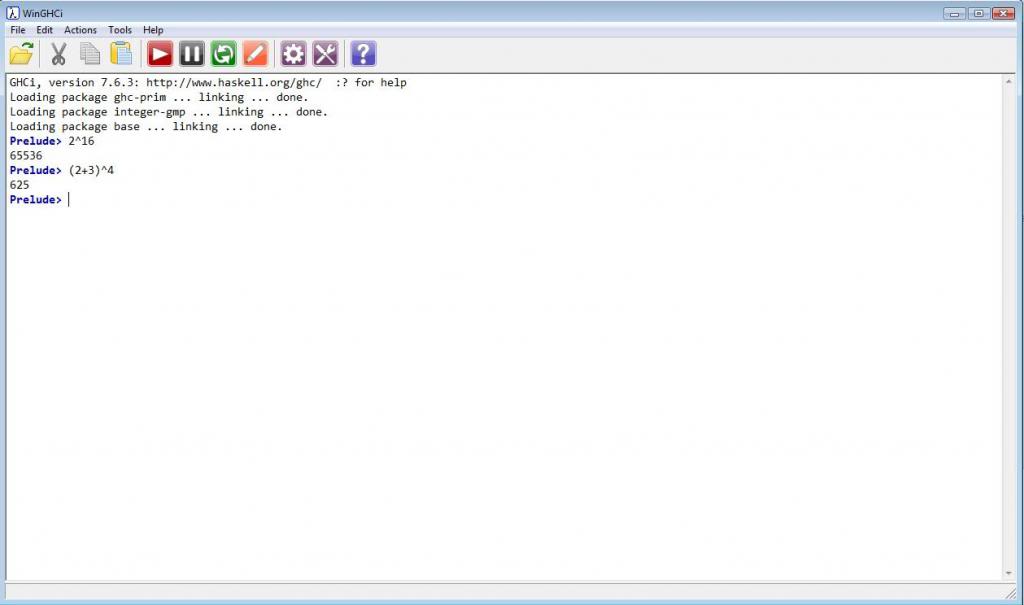 WinGHCi
File Edit Actions Tools Help
GHCi, version 7.6.3: http://www.haskell.org/ghc/  :? for help
Loading package ghc-prim ... linking ... done.
Loading package integer-gmp ... linking ... done.
Loading package base ... linking ... done.
Prelude> 2^16
65536
Prelude> (2+3)^4
625
Prelude>